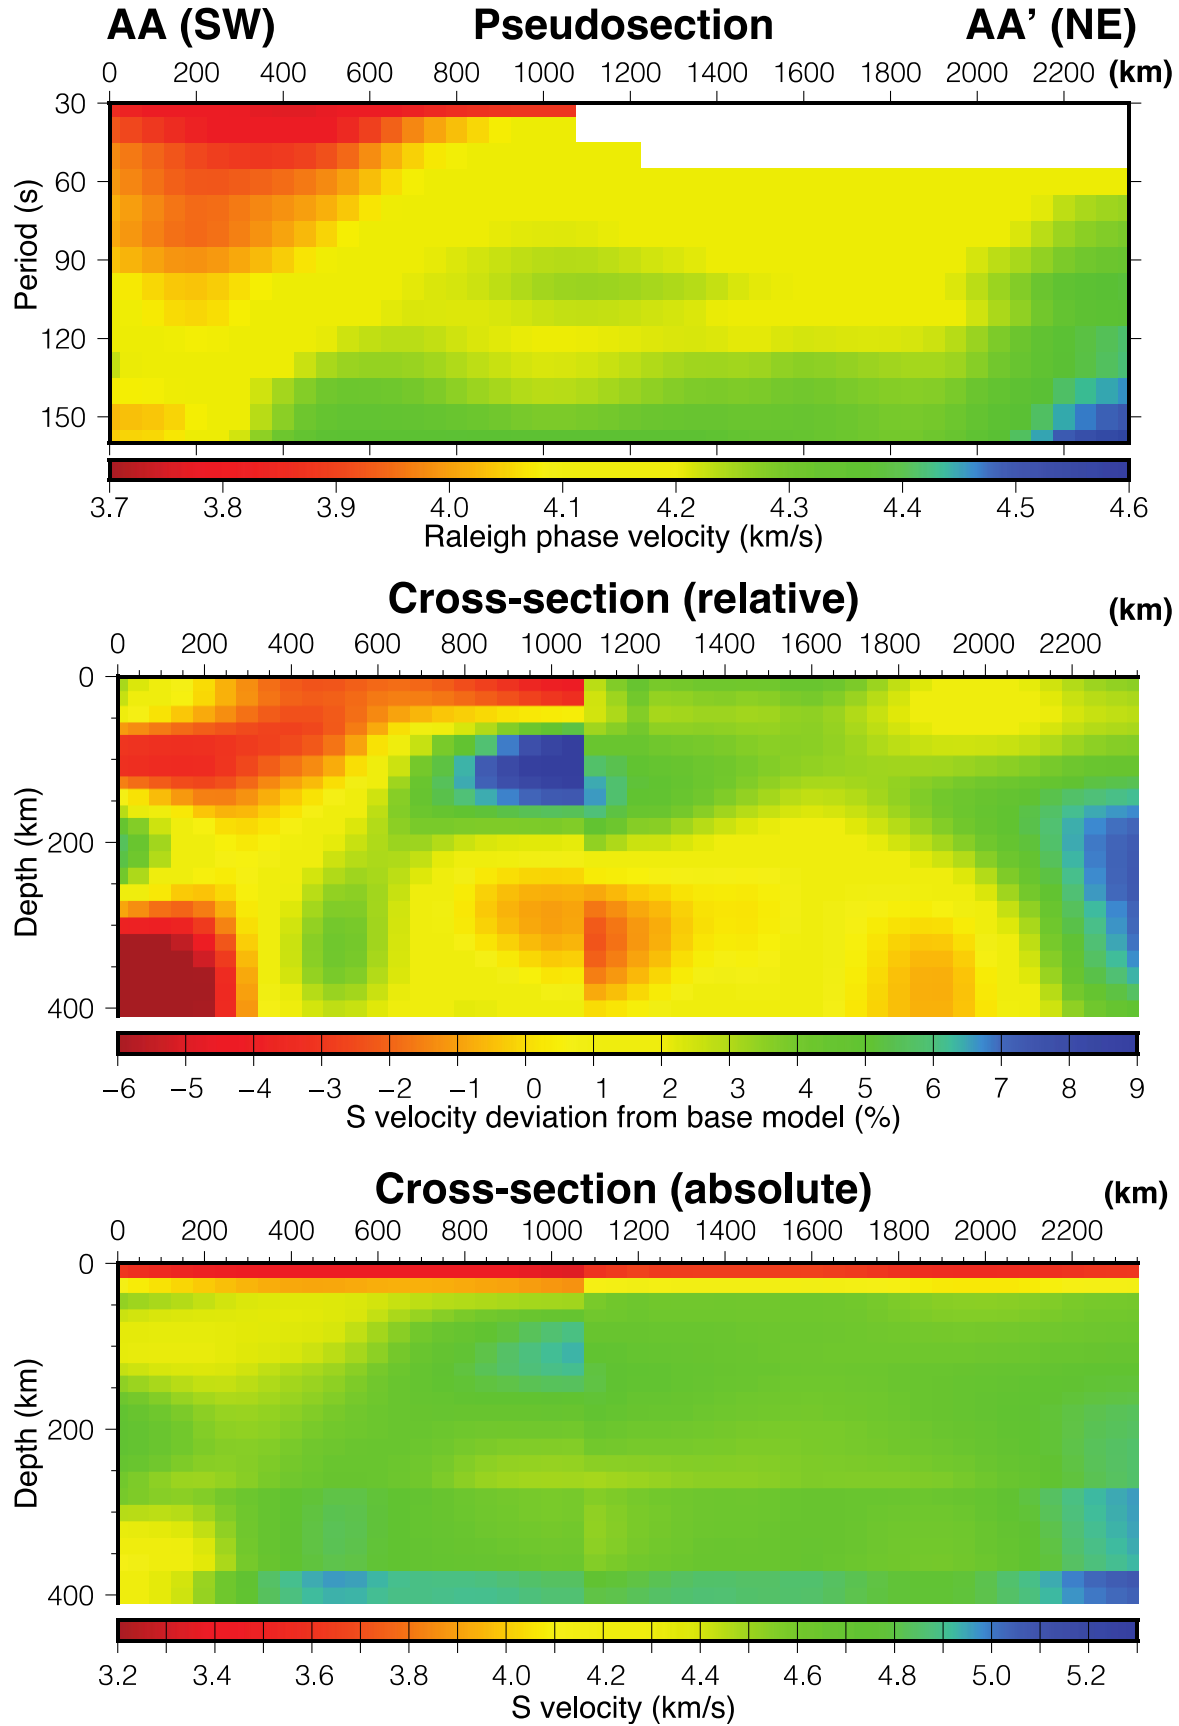 AA (SW) Pseudosection AA’ (NE)
0 200 400 600 800 1000 1200 1400 1600 1800 2000 2200 (km)
30
60
90
120
150
Period (s)
3.7 3.8 3.9 4.0 4.1 4.2 4.3 4.4 4.5 4.6
Raleigh phase velocity (km/s)
Cross-section (relative) (km)
0 200 400 600 800 1000 1200 1400 1600 1800 2000 2200
0
200
400
Depth (km)
−6 −5 −4 −3 −2 −1 0 1 2 3 4 5 6 7 8 9
S velocity deviation from base model (%)
Cross-section (absolute) (km)
0 200 400 600 800 1000 1200 1400 1600 1800 2000 2200
0
200
400
Depth (km)
3.2 3.4 3.6 3.8 4.0 4.2 4.4 4.6 4.8 5.0 5.2
S velocity (km/s)